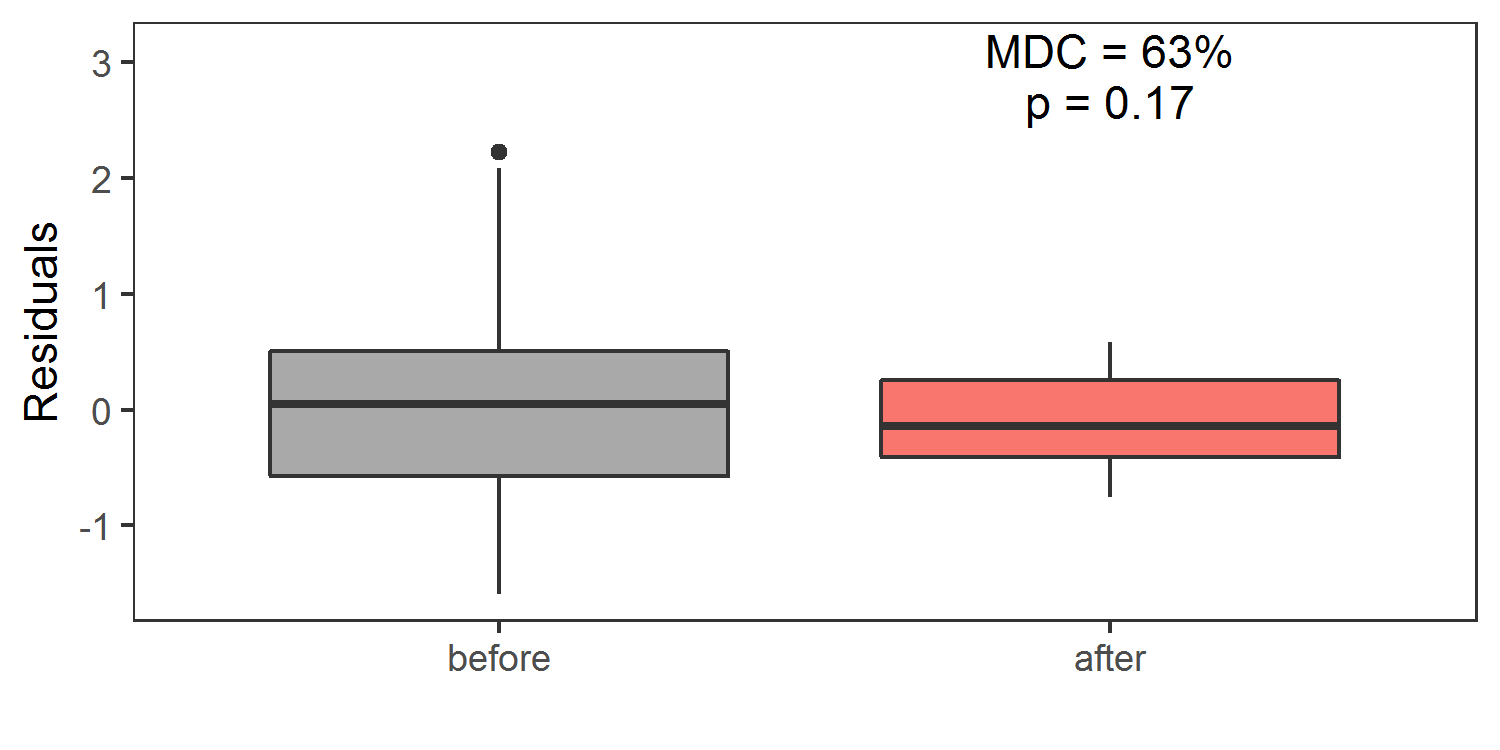 MDC = 63%
p = 0.17
3
2
1
0
-1
Residuals
before
after